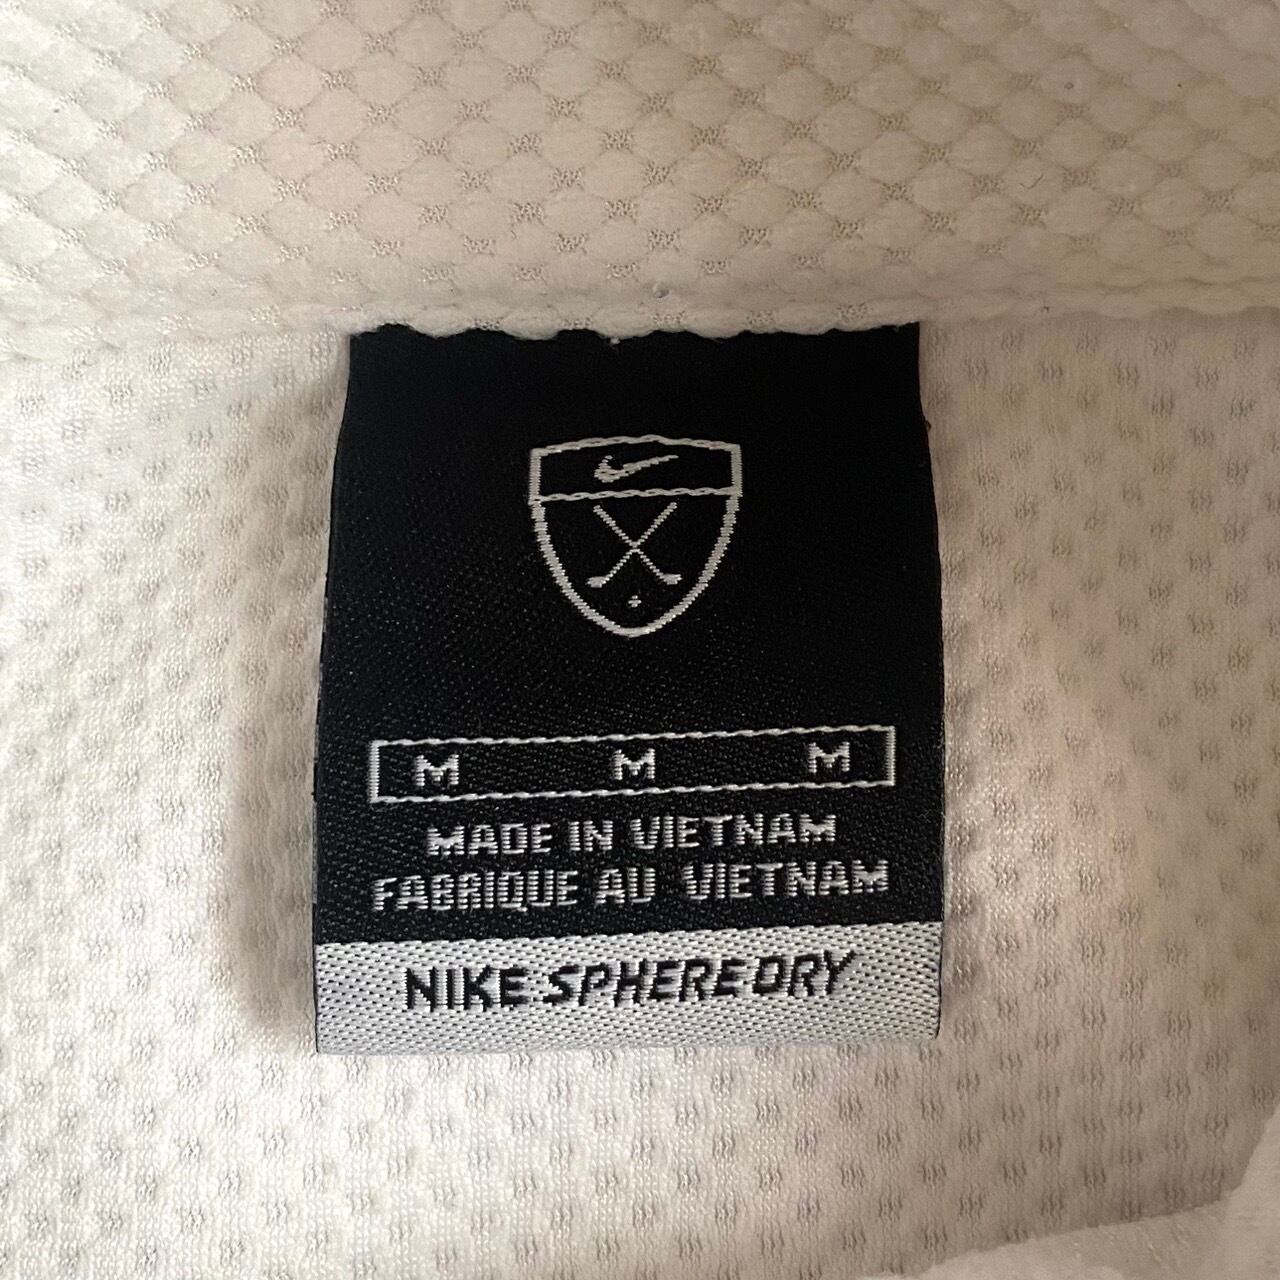 M M M
MADE IN VIETNAM
FABRIQUE AU VIETNAM
NIKE SPHERE DRY